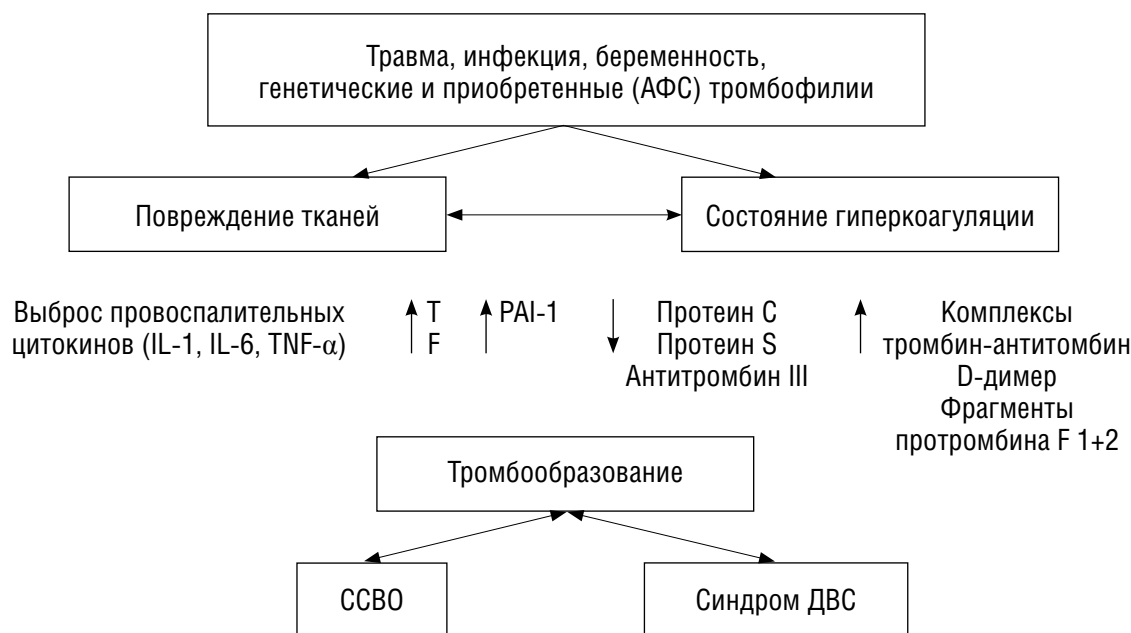 Травма, инфекция, беременность,
генетические и приобретенные (АФС) тромбофилии
Повреждение тканей
Состояние гиперкоагуляции
Выброс провоспалительных
цитокинов (IL-1, IL-6, TNF-α)
T
F
PAI-1
Протеин C
Протеин S
Антитромбин III
Комплексы
тромбин-антитомбин
D-димер
Фрагменты
протромбина F 1+2
Тромбообразование
ССВО
Синдром ДВС